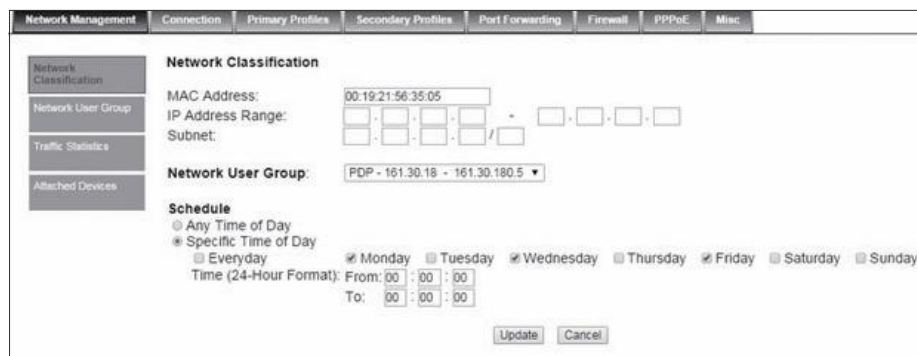 Network Management Connection Primary Profiles Secondary Profiles Port Forwarding Firewall PPPoE Misc
Network Classification
Network User Group
Traffic Statistics
Attached Devices
Network Classification
MAC Address: 00:19:21:56:35:05
IP Address Range: . . . - . . .
Subnet: . . . /
Network User Group: PDP - 161.30.18 - 161.30.180.5
Schedule
Any Time of Day
Specific Time of Day
Everyday Monday Tuesday Wednesday Thursday Friday Saturday Sunday
Time (24-Hour Format): From: 00 : 00 : 00
To: 00 : 00 : 00
Update Cancel